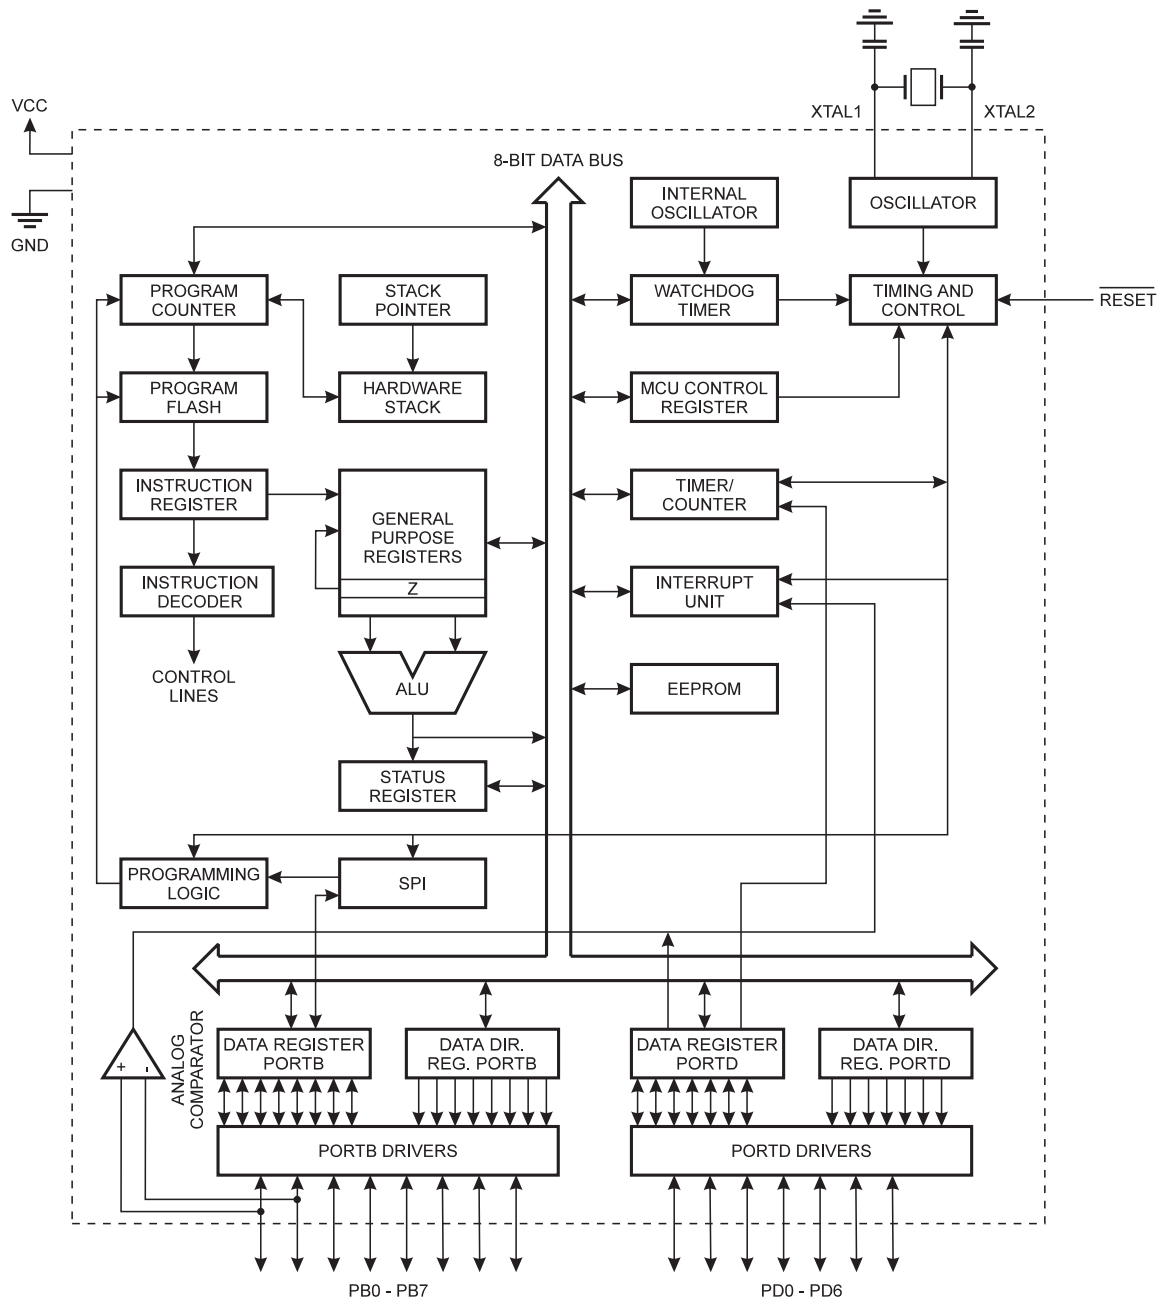 XTAL1
XTAL2
VCC
GND
8-BIT DATA BUS
INTERNAL
OSCILLATOR
OSCILLATOR
PROGRAM
COUNTER
STACK
POINTER
WATCHDOG
TIMER
TIMING AND
CONTROL
RESET
PROGRAM
FLASH
HARDWARE
STACK
MCU CONTROL
REGISTER
INSTRUCTION
REGISTER
GENERAL
PURPOSE
REGISTERS
Z
TIMER/
COUNTER
INSTRUCTION
DECODER
INTERRUPT
UNIT
CONTROL
LINES
ALU
EEPROM
STATUS
REGISTER
PROGRAMMING
LOGIC
SPI
ANALOG
COMPARATOR
+
-
DATA REGISTER
PORTB
DATA DIR.
REG. PORTB
DATA REGISTER
PORTD
DATA DIR.
REG. PORTD
PORTB DRIVERS
PORTD DRIVERS
PB0 - PB7
PD0 - PD6